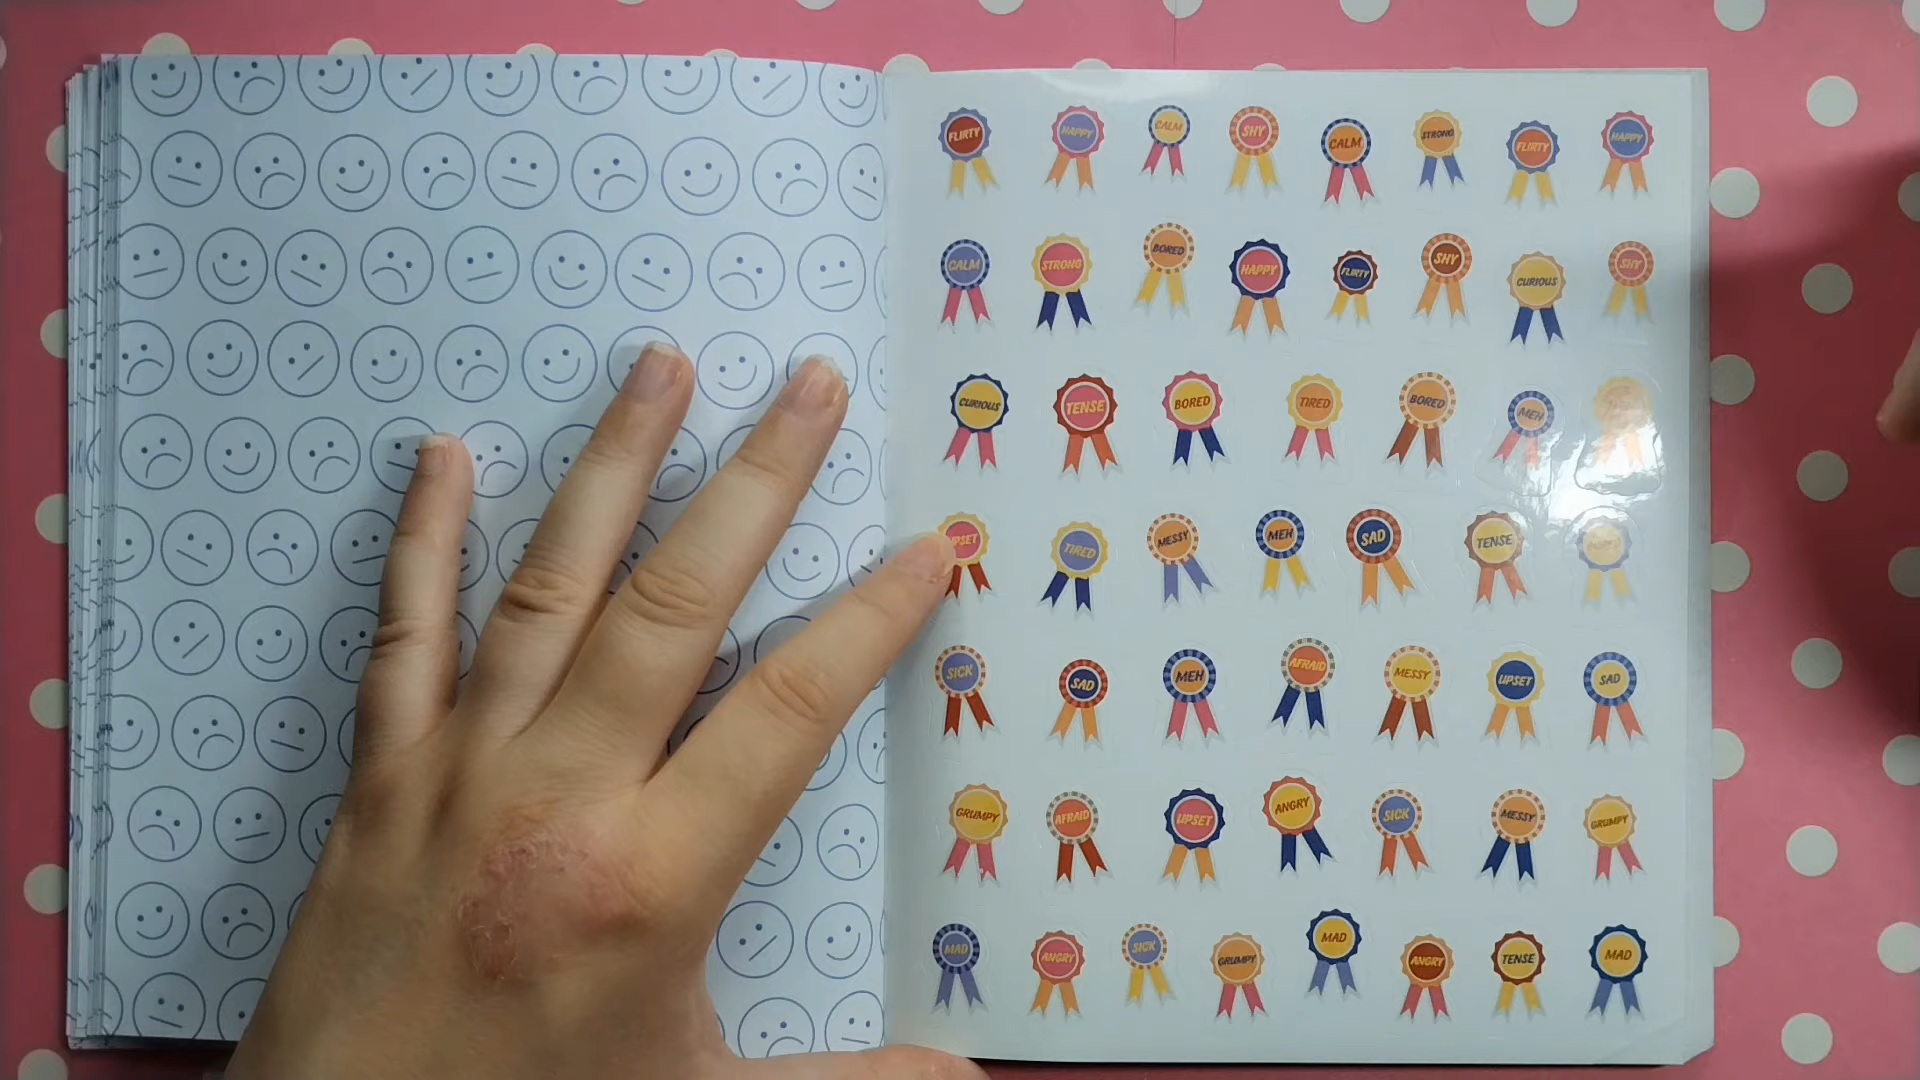 FLIRTY HAPPY CALM SHY CALM STRONG FLIRTY HAPPY
CALM STRONG BORED HAPPY FLIRTY SHY CURIOUS SHY
CURIOUS TENSE BORED TIRED BORED MEH
UPSET TIRED MESSY MEH SAD TENSE
SICK SAD MEH AFRAID MESSY UPSET SAD
GRUMPY AFRAID UPSET ANGRY SICK MESSY GRUMPY
MAD ANGRY SICK GRUMPY MAD ANGRY TENSE MAD